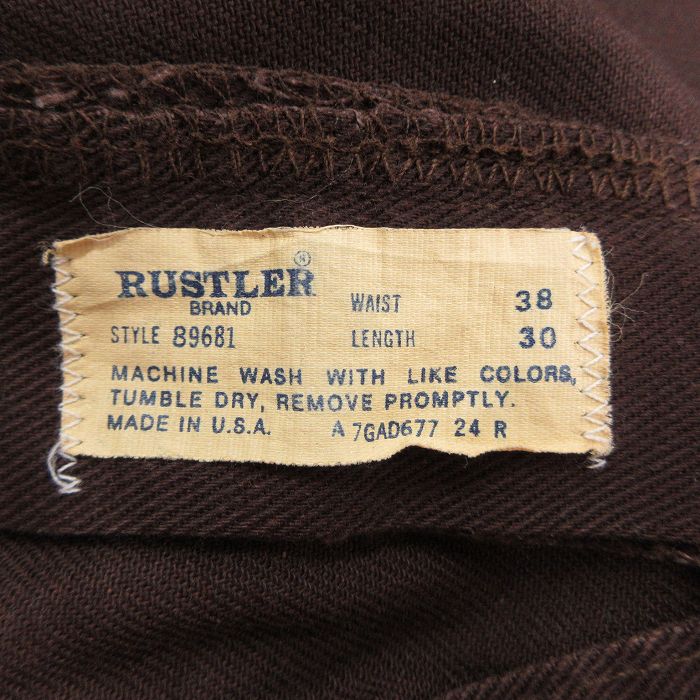 RUSTLER®
BRAND
STYLE 89681
WAIST 38
LENGTH 30
MACHINE WASH WITH LIKE COLORS,
TUMBLE DRY, REMOVE PROMPTLY.
MADE IN U.S.A. A 7GAD677 24 R